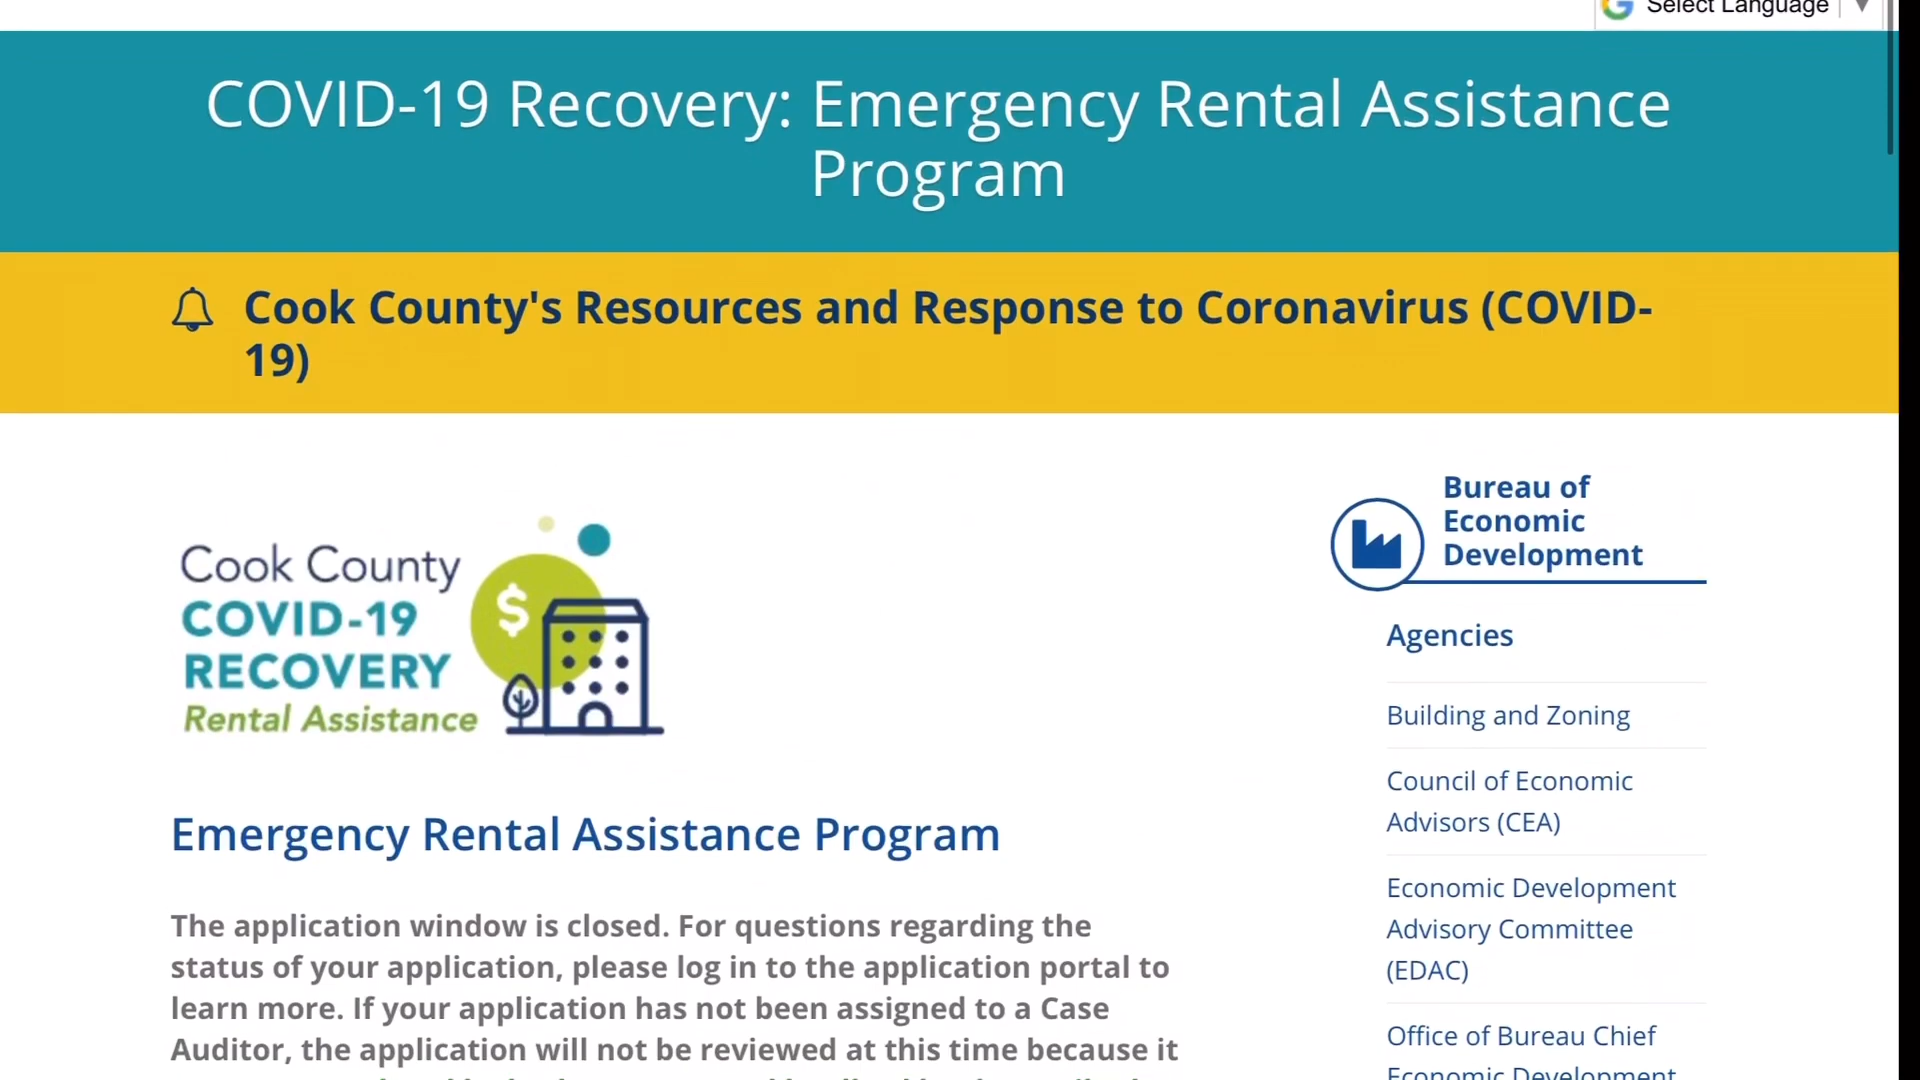 Select Language
COVID-19 Recovery: Emergency Rental Assistance
Program
Cook County's Resources and Response to Coronavirus (COVID-
19)
Cook County
COVID-19
RECOVERY
Rental Assistance
$
Emergency Rental Assistance Program
The application window is closed. For questions regarding the
status of your application, please log in to the application portal to
learn more. If your application has not been assigned to a Case
Auditor, the application will not be reviewed at this time because it
Bureau of
Economic
Development
Agencies
Building and Zoning
Council of Economic
Advisors (CEA)
Economic Development
Advisory Committee
(EDAC)
Office of Bureau Chief
Economic Development